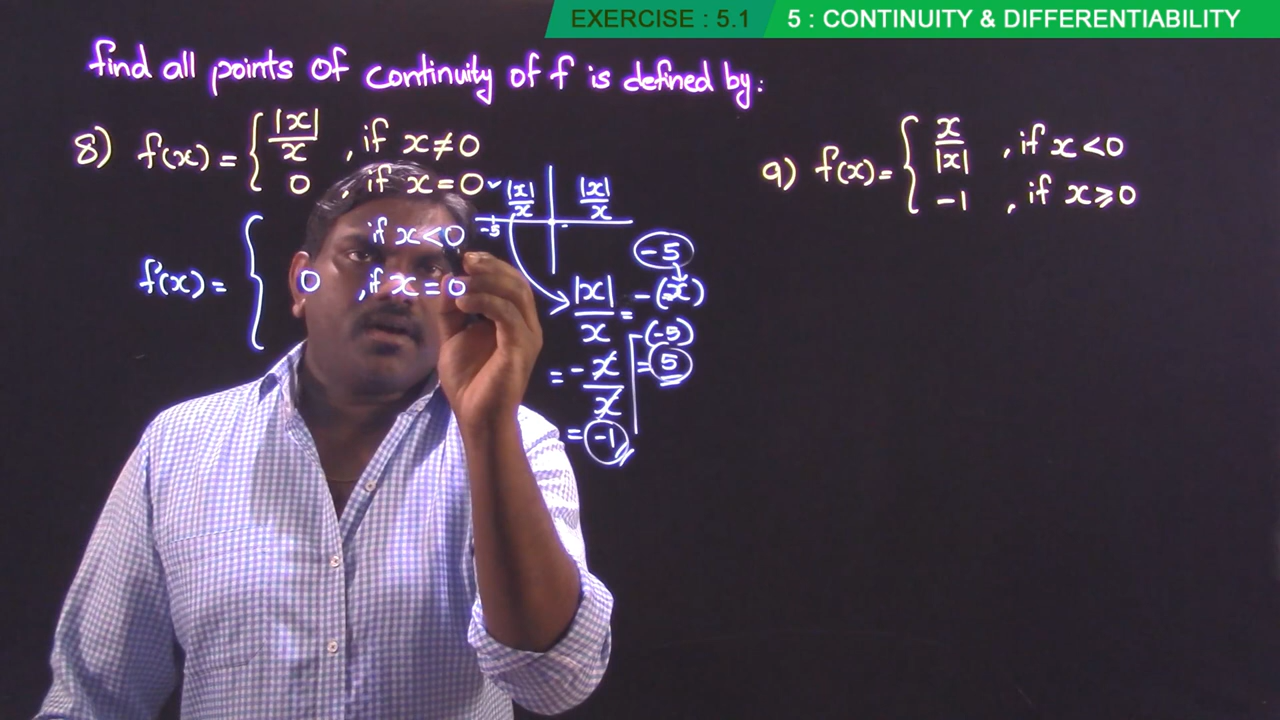 EXERCISE : 5.1 5 : CONTINUITY & DIFFERENTIABILITY
find all points of continuity of f is defined by:
8) f(x) = { |x|/x , if x ≠ 0
0 , if x = 0
f(x) = { if x < 0
0 , if x = 0
|x|/x |x|/x
-5
-5
|x|/x = -(x)
-(-5)
= 5
= -x/x
= -1
9) f(x) = { x/|x| , if x < 0
-1 , if x ⩾ 0